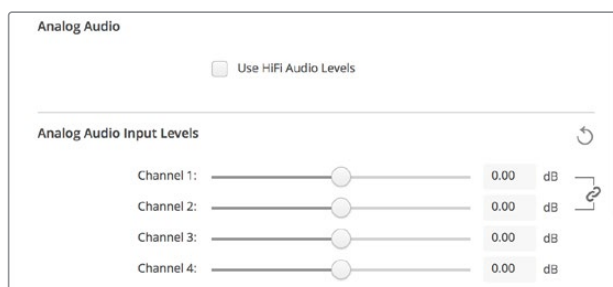 Analog Audio
Use HiFi Audio Levels
Analog Audio Input Levels
Channel 1: 0.00 dB
Channel 2: 0.00 dB
Channel 3: 0.00 dB
Channel 4: 0.00 dB